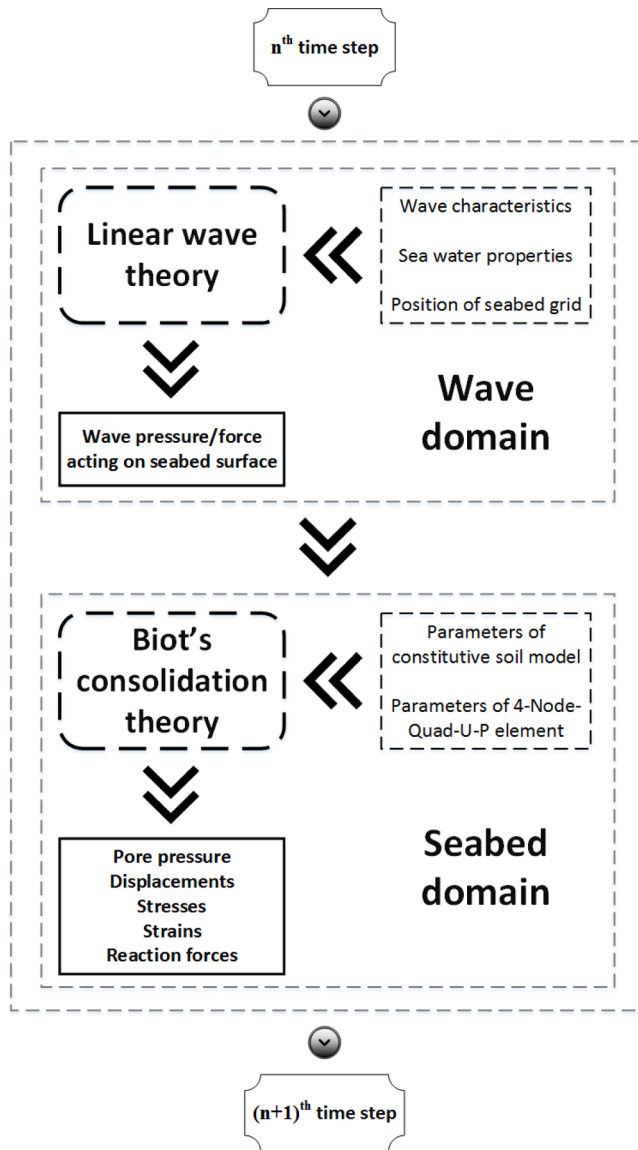 nth time step
Linear wave
theory
Wave characteristics
Sea water properties
Position of seabed grid
Wave pressure/force
acting on seabed surface
Wave
domain
Biot's
consolidation
theory
Parameters of
constitutive soil model
Parameters of 4-Node-
Quad-U-P element
Pore pressure
Displacements
Stresses
Strains
Reaction forces
Seabed
domain
(n+1)th time step